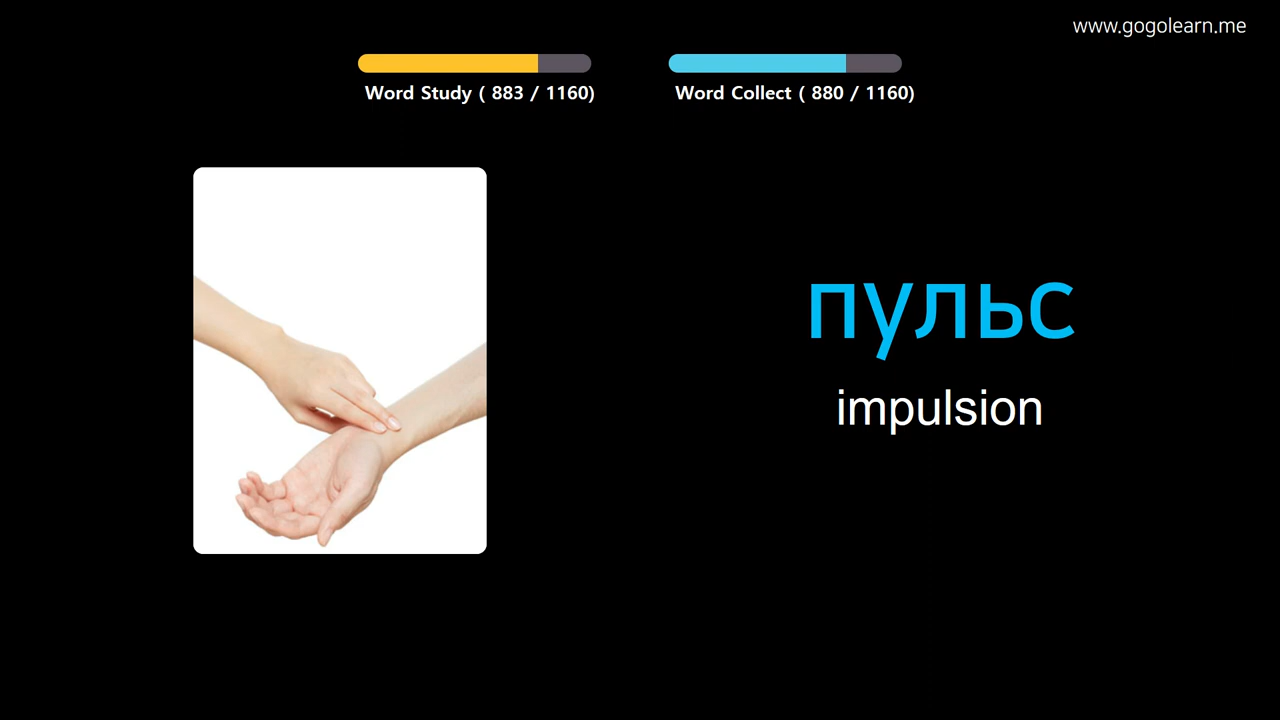 www.gogolearn.me
Word Study ( 883 / 1160)
Word Collect ( 880 / 1160)
пульс
impulsion